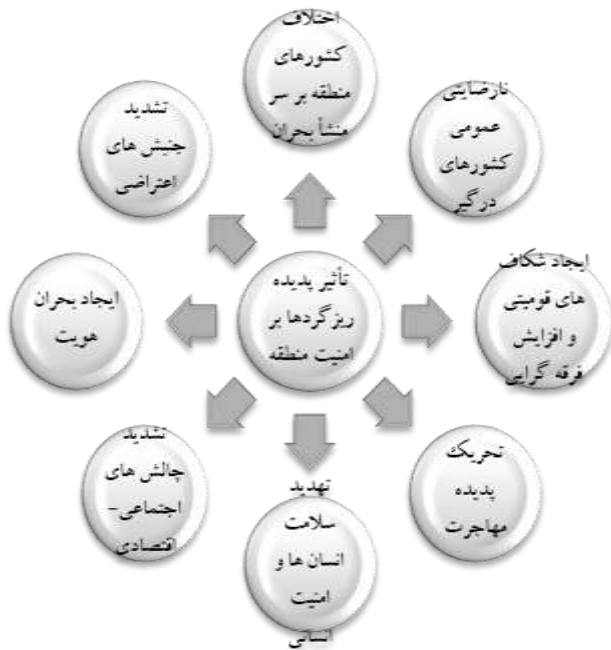 تأثیر پدیده
ریزگردها بر
امنیت منطقه
اختلاف
کشورهای
منطقه بر سر
منشأ بحران
نارضایتی
عمومی
کشورهای
درگیر
ایجاد شکاف
های قومیتی
و افزایش
فرقه گرایی
تحریک
پدیده
مهاجرت
تهدید
سلامت
انسان ها و
امنیت
انسانی
تشدید
چالش های
اجتماعی-
اقتصادی
ایجاد بحران
هویت
تشدید
جنبش های
اعتراضی